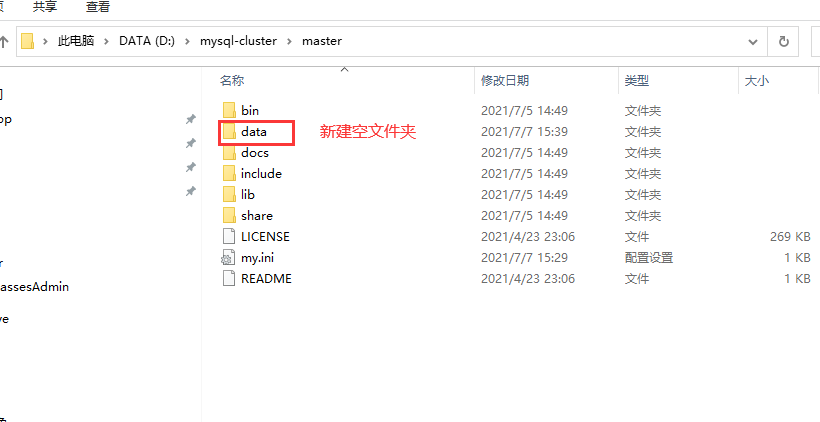 共享 查看
此电脑 DATA (D:) mysql-cluster master
名称 修改日期 类型 大小
bin 2021/7/5 14:49 文件夹
data 新建空文件夹 2021/7/7 15:39 文件夹
docs 2021/7/5 14:49 文件夹
include 2021/7/5 14:49 文件夹
lib 2021/7/5 14:49 文件夹
share 2021/7/5 14:49 文件夹
LICENSE 2021/4/23 23:06 文件 269 KB
my.ini 2021/7/7 15:29 配置设置 1 KB
README 2021/4/23 23:06 文件 1 KB
assesAdmin